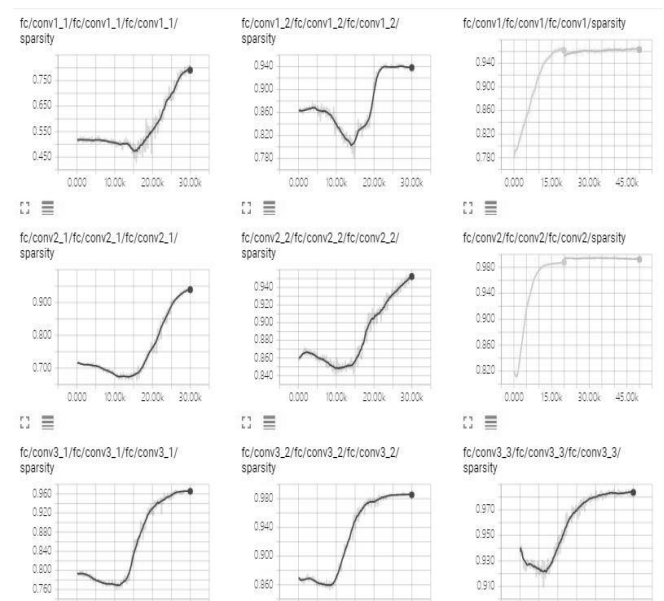 fc/conv1_1/fc/conv1_1/fc/conv1_1/
sparsity
0.750
0.650
0.550
0.450
0.000 10.00k 20.00k 30.00k
fc/conv1_2/fc/conv1_2/fc/conv1_2/
sparsity
0.940
0.900
0.860
0.820
0.780
0.000 10.00k 20.00k 30.00k
fc/conv1/fc/conv1/fc/conv1/sparsity
0.940
0.900
0.860
0.820
0.780
0.000 15.00k 30.00k 45.00k
fc/conv2_1/fc/conv2_1/fc/conv2_1/
sparsity
0.900
0.800
0.700
0.000 10.00k 20.00k 30.00k
fc/conv2_2/fc/conv2_2/fc/conv2_2/
sparsity
0.940
0.920
0.900
0.880
0.860
0.840
0.000 10.00k 20.00k 30.00k
fc/conv2/fc/conv2/fc/conv2/sparsity
0.980
0.940
0.900
0.860
0.820
0.000 15.00k 30.00k 45.00k
fc/conv3_1/fc/conv3_1/fc/conv3_1/
sparsity
0.960
0.920
0.880
0.840
0.800
0.760
fc/conv3_2/fc/conv3_2/fc/conv3_2/
sparsity
0.980
0.940
0.900
0.860
fc/conv3_3/fc/conv3_3/fc/conv3_3/
sparsity
0.970
0.950
0.930
0.910